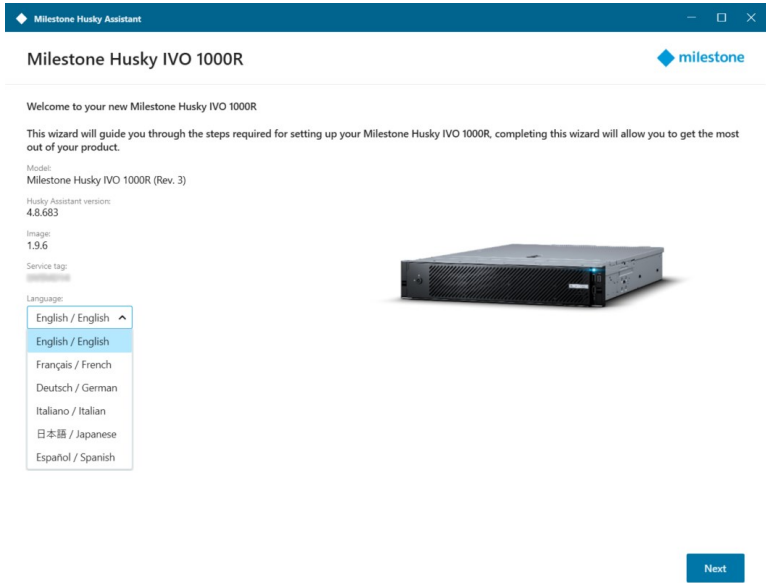 Milestone Husky Assistant
Milestone Husky IVO 1000R
milestone
Welcome to your new Milestone Husky IVO 1000R
This wizard will guide you through the steps required for setting up your Milestone Husky IVO 1000R, completing this wizard will allow you to get the most
out of your product.
Model:
Milestone Husky IVO 1000R (Rev. 3)
Husky Assistant version:
4.8.683
Image:
1.9.6
Service tag:
Language:
English / English
English / English
Français / French
Deutsch / German
Italiano / Italian
日本語 / Japanese
Español / Spanish
Next